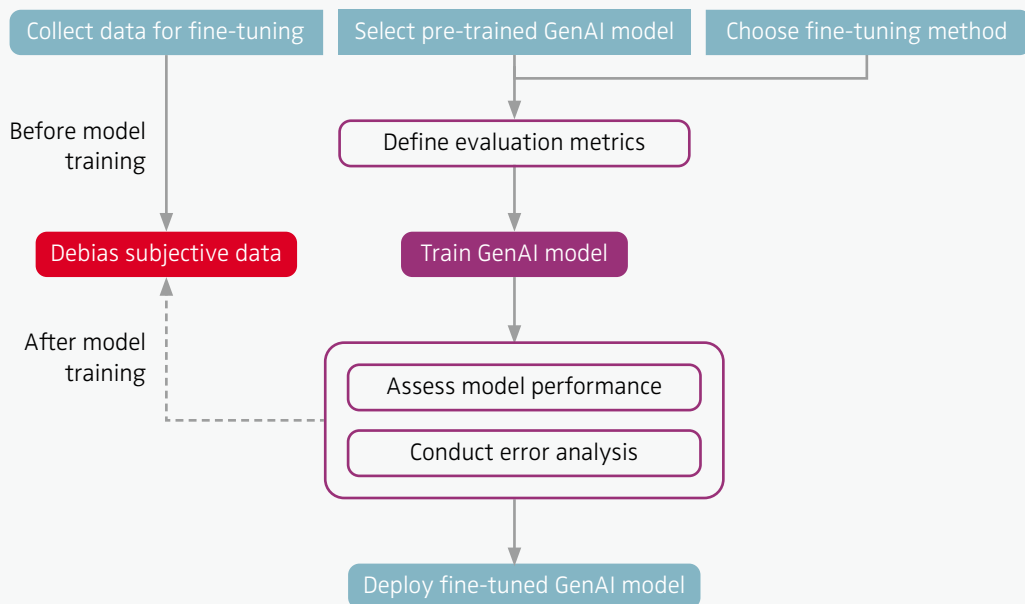 Collect data for fine-tuning
Select pre-trained GenAI model
Choose fine-tuning method
Before model
training
Define evaluation metrics
Debias subjective data
Train GenAI model
After model
training
Assess model performance
Conduct error analysis
Deploy fine-tuned GenAI model